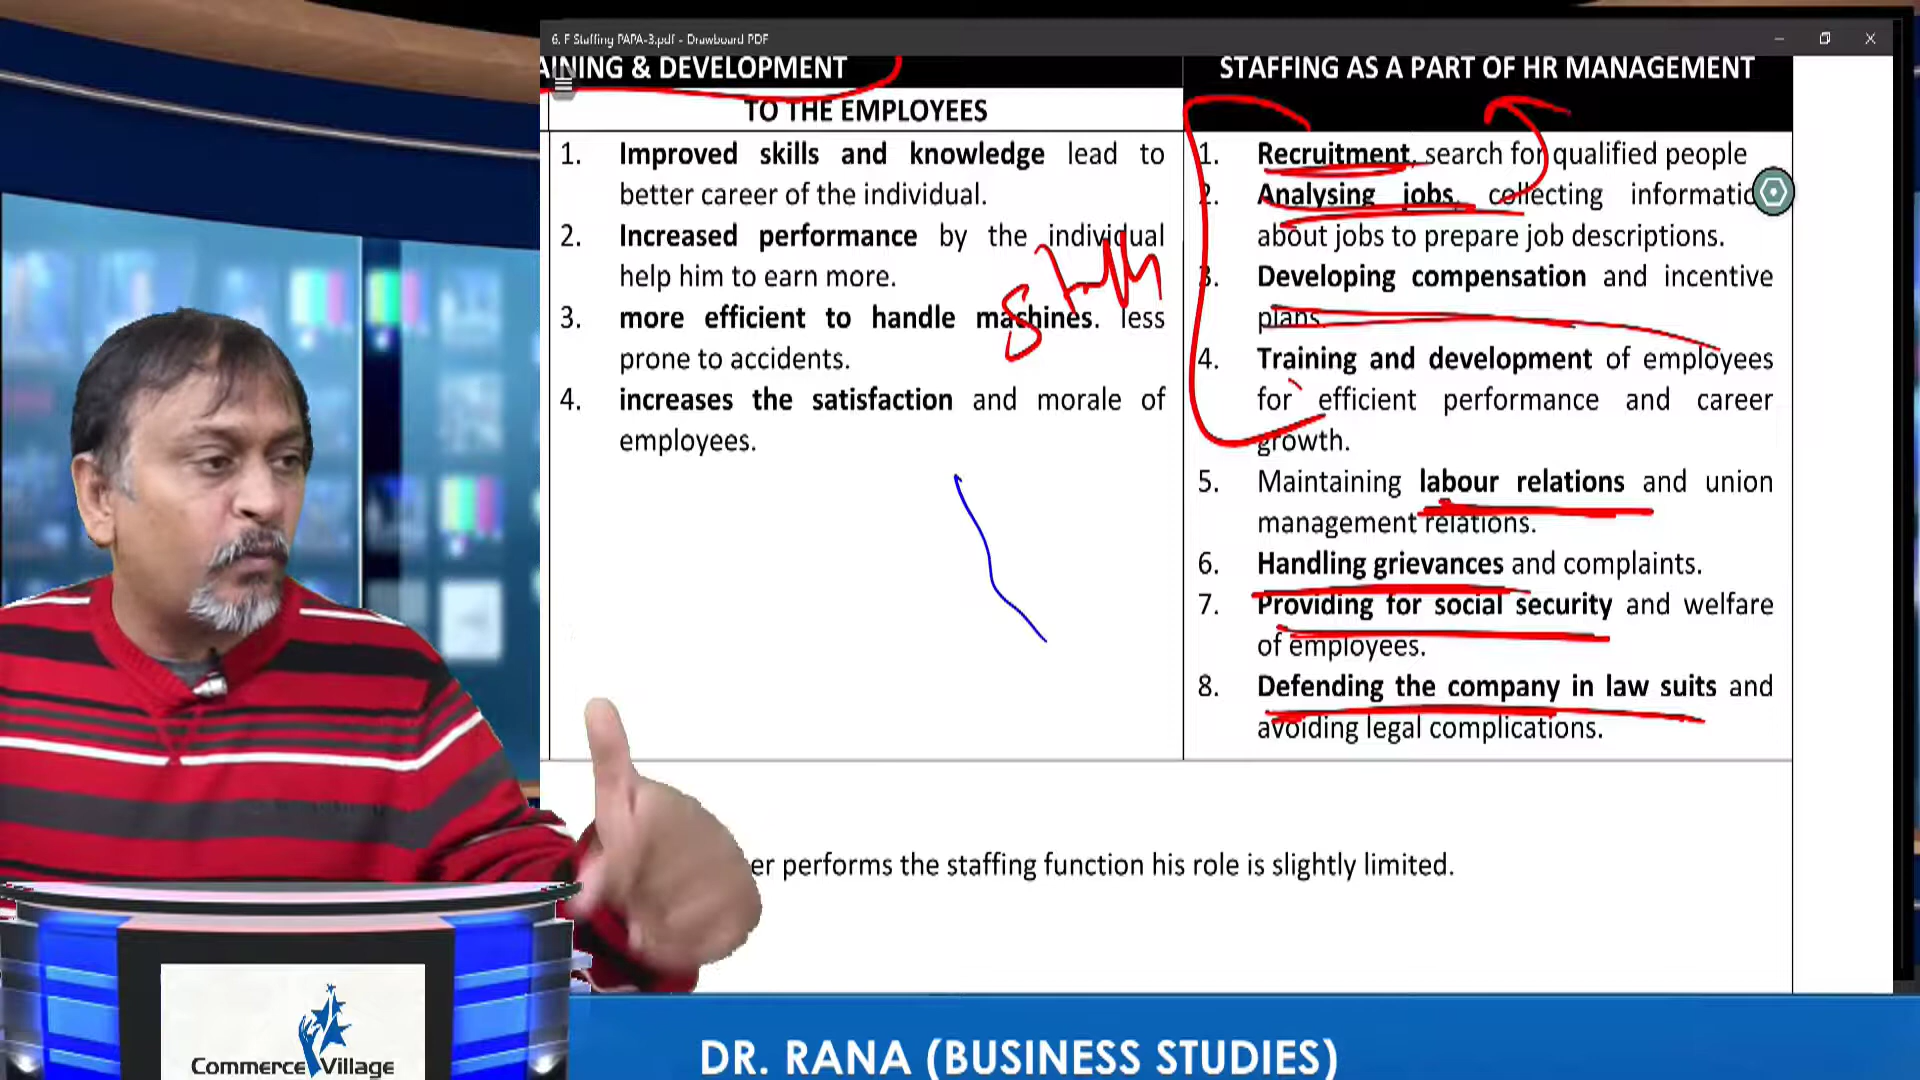 6. F Staffing PAPA-3.pdf - Drawboard PDF
AINING & DEVELOPMENT
TO THE EMPLOYEES
1. Improved skills and knowledge lead to
better career of the individual.
2. Increased performance by the individual
help him to earn more.
3. more efficient to handle machines. less
prone to accidents.
4. increases the satisfaction and morale of
employees.
STAFFING AS A PART OF HR MANAGEMENT
1. Recruitment, search for qualified people
2. Analysing jobs, collecting informatio
about jobs to prepare job descriptions.
3. Developing compensation and incentive
plans.
4. Training and development of employees
for efficient performance and career
growth.
5. Maintaining labour relations and union
management relations.
6. Handling grievances and complaints.
7. Providing for social security and welfare
of employees.
8. Defending the company in law suits and
avoiding legal complications.
er performs the staffing function his role is slightly limited.
Commerce Village
DR. RANA (BUSINESS STUDIES)